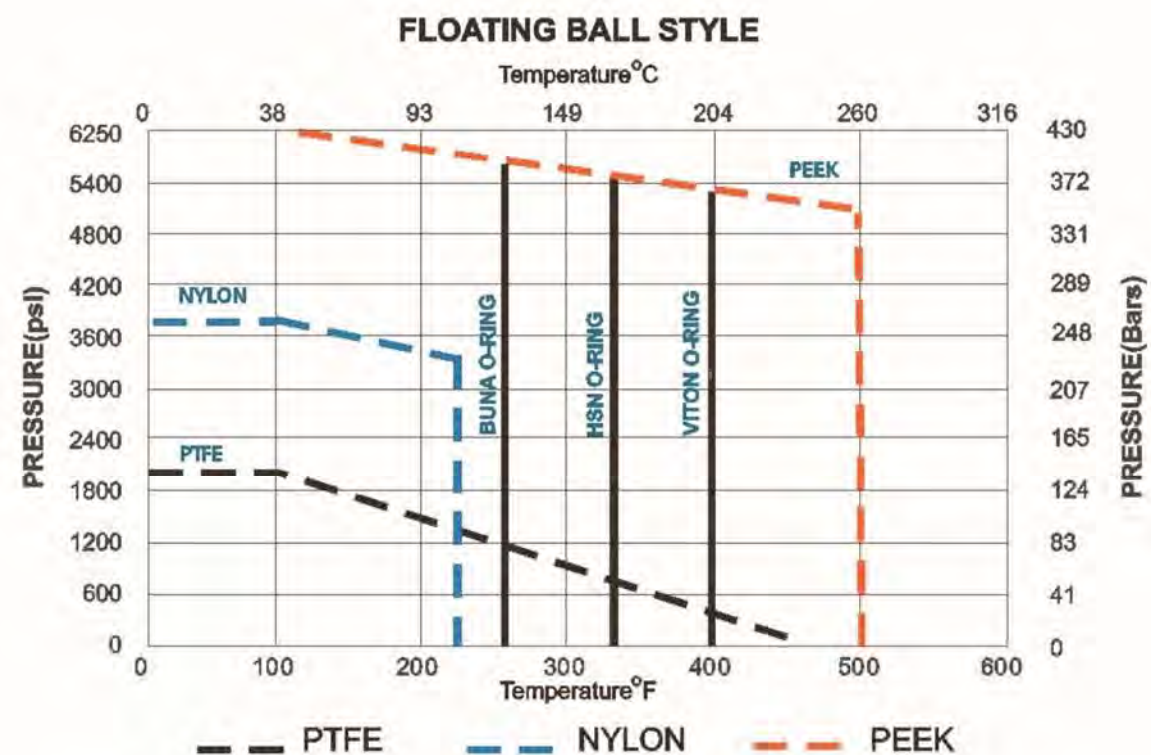 FLOATING BALL STYLE
Temperature°C
0 38 93 149 204 260 316
6250 430
PEEK
5400 372
4800 331
4200 289
NYLON
3600 248
3000 207
2400 165
PTFE
1800 124
1200 83
600 41
0 0
PRESSURE(psi)
BUNA O-RING
HSN O-RING
VITON O-RING
PRESSURE(Bars)
0 100 200 300 400 500 600
Temperature°F
PTFE NYLON PEEK